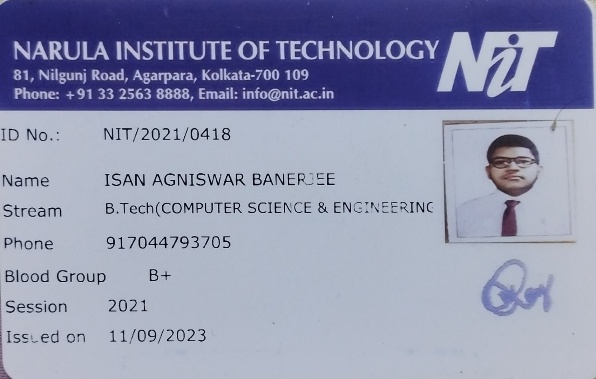 NARULA INSTITUTE OF TECHNOLOGY
NiT
81, Nilgunj Road, Agarpara, Kolkata-700 109
Phone: +91 33 2563 8888, Email: info@nit.ac.in
ID No.: NIT/2021/0418
Name ISAN AGNISWAR BANERJEE
Stream B.Tech(COMPUTER SCIENCE & ENGINEERING
Phone 917044793705
Blood Group B+
Session 2021
Issued on 11/09/2023